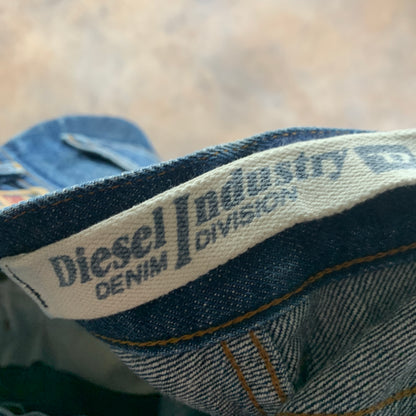 Diesel Industry
DENIM DIVISION